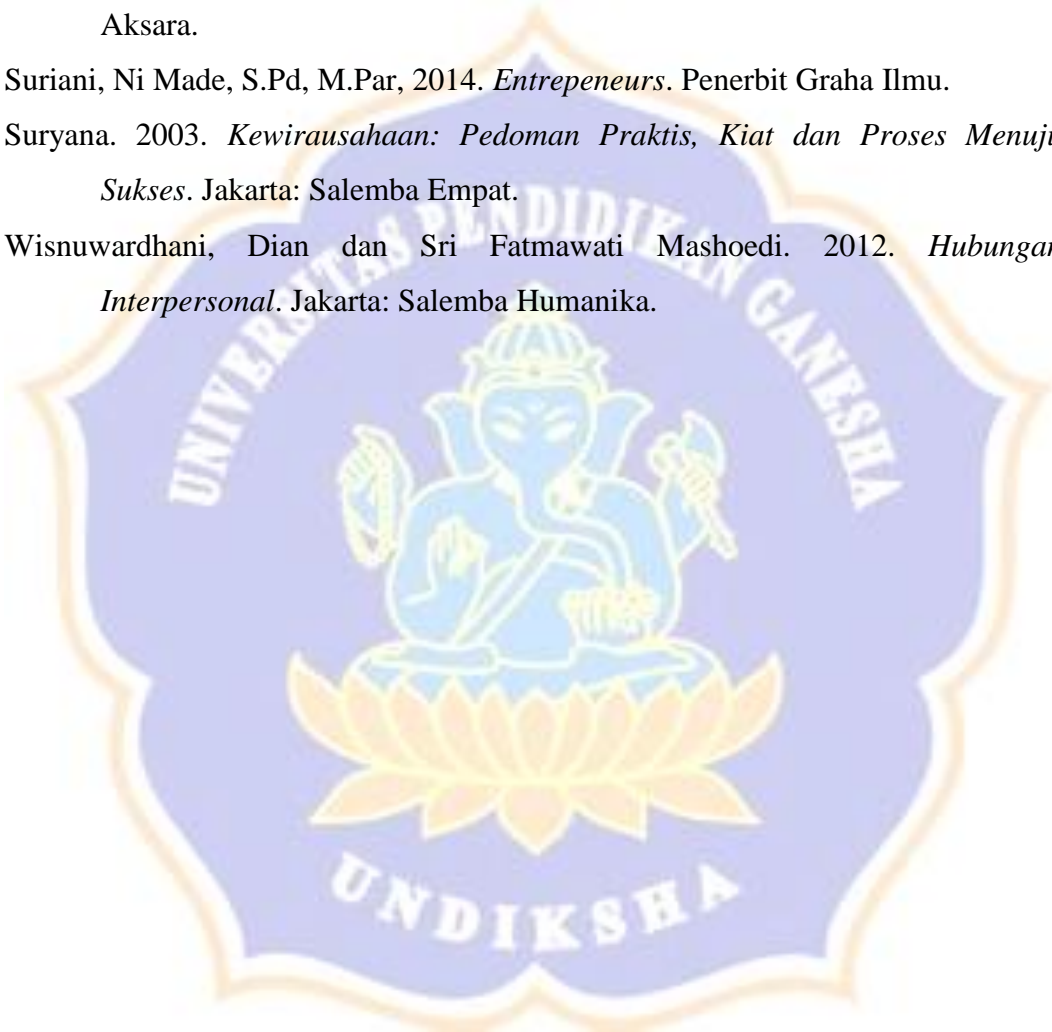 Aksara.
Suriani, Ni Made, S.Pd, M.Par, 2014. Entrepeneurs. Penerbit Graha Ilmu.
Suryana. 2003. Kewirausahaan: Pedoman Praktis, Kiat dan Proses Menuju
Sukses. Jakarta: Salemba Empat.
Wisnuwardhani, Dian dan Sri Fatmawati Mashoedi. 2012. Hubungan
Interpersonal. Jakarta: Salemba Humanika.
UNIVERSITAS PENDIDIKAN GANESHA
UNDIKSHA